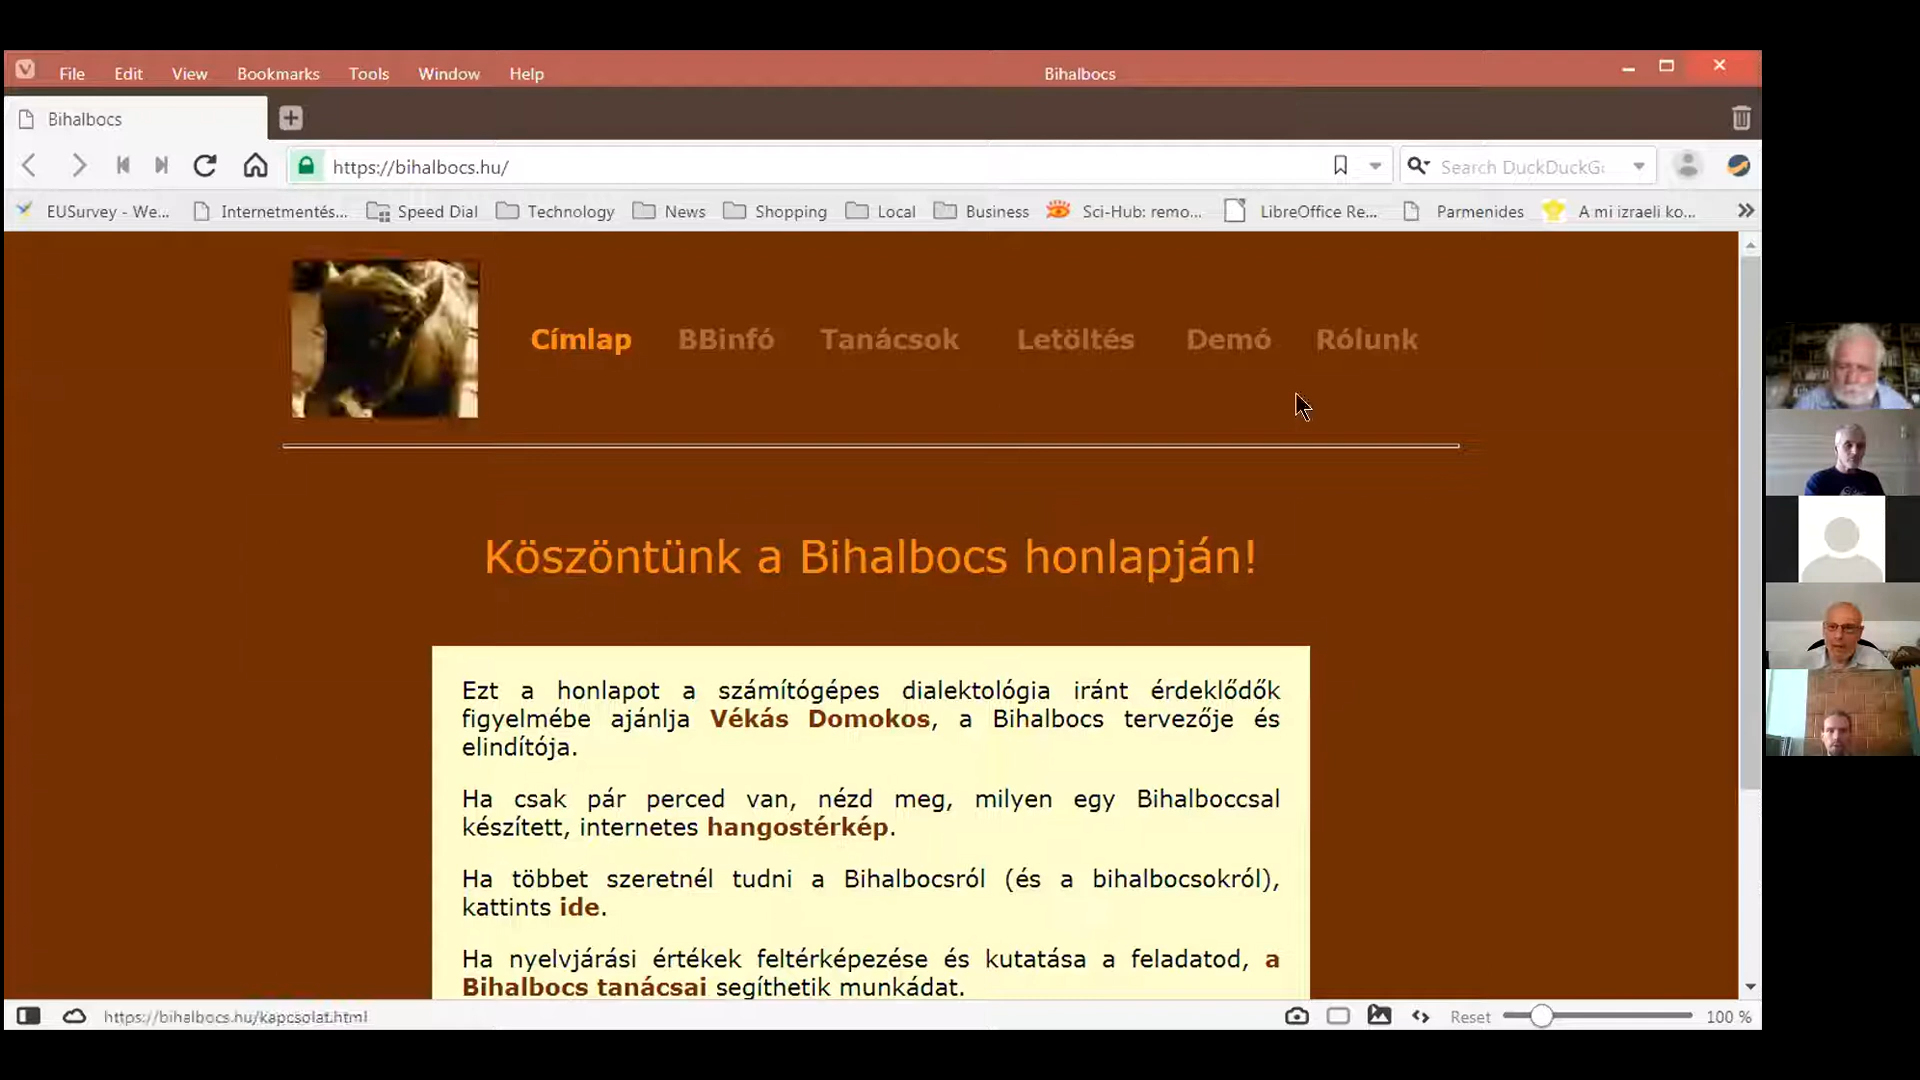 File Edit View Bookmarks Tools Window Help Bihalbocs
Bihalbocs
https://bihalbocs.hu/ Search DuckDuckG
EUSurvey - We... Internetmentés... Speed Dial Technology News Shopping Local Business Sci-Hub: remo... LibreOffice Re... Parmenides A mi izraeli ko...
Címlap BBinfó Tanácsok Letöltés Demó Rólunk
Köszöntünk a Bihalbocs honlapján!
Ezt a honlapot a számítógépes dialektológia iránt érdeklődők
figyelmébe ajánlja Vékás Domokos, a Bihalbocs tervezője és
elindítója.
Ha csak pár perced van, nézd meg, milyen egy Bihalboccsal
készített, internetes hangostérkép.
Ha többet szeretnél tudni a Bihalbocsról (és a bihalbocsokról),
kattints ide.
Ha nyelvjárási értékek feltérképezése és kutatása a feladatod, a
Bihalbocs tanácsai segíthetik munkádat.
https://bihalbocs.hu/kapcsolat.html Reset 100 %